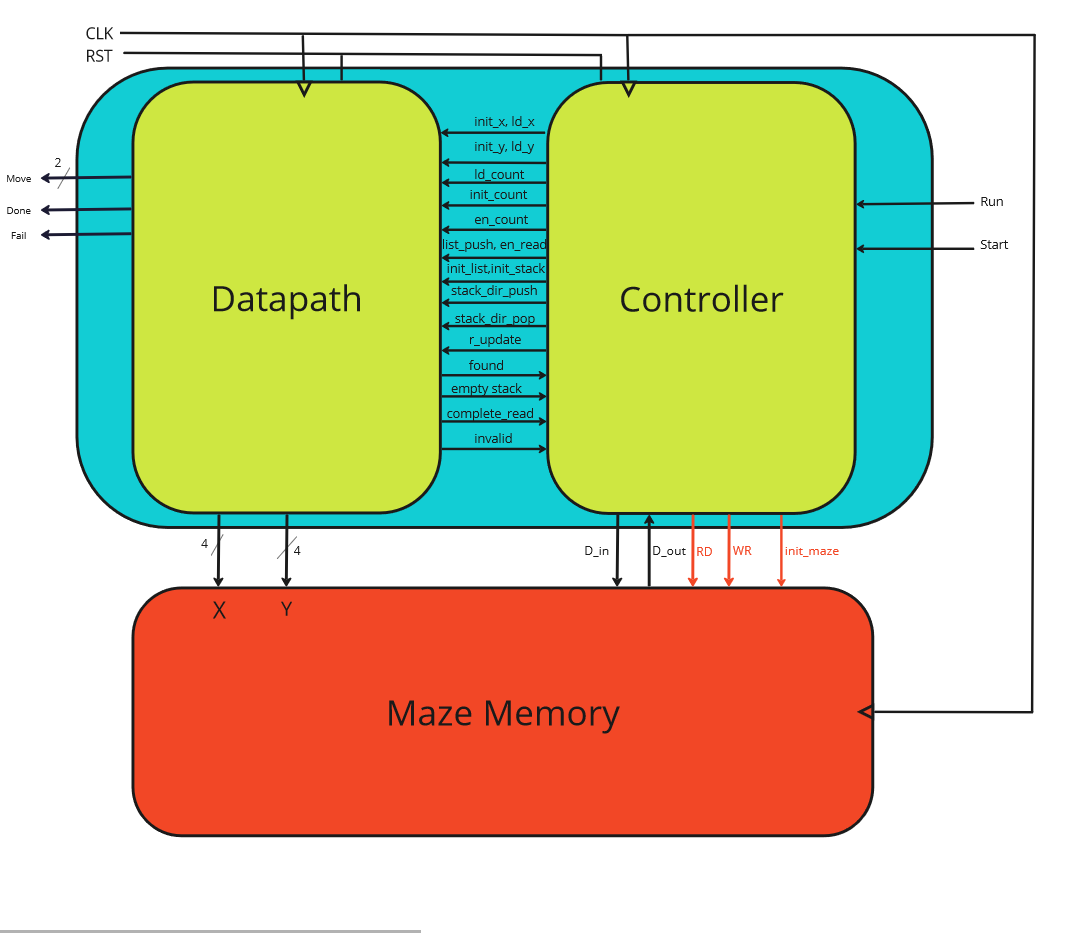 CLK
RST
init_x, ld_x
init_y, ld_y
ld_count
init_count
en_count
list_push, en_read
init_list,init_stack
stack_dir_push
stack_dir_pop
r_update
found
empty stack
complete_read
invalid
2
Move
Done
Fail
Run
Start
Datapath
Controller
4
4
D_in
D_out
RD
WR
init_maze
X
Y
Maze Memory